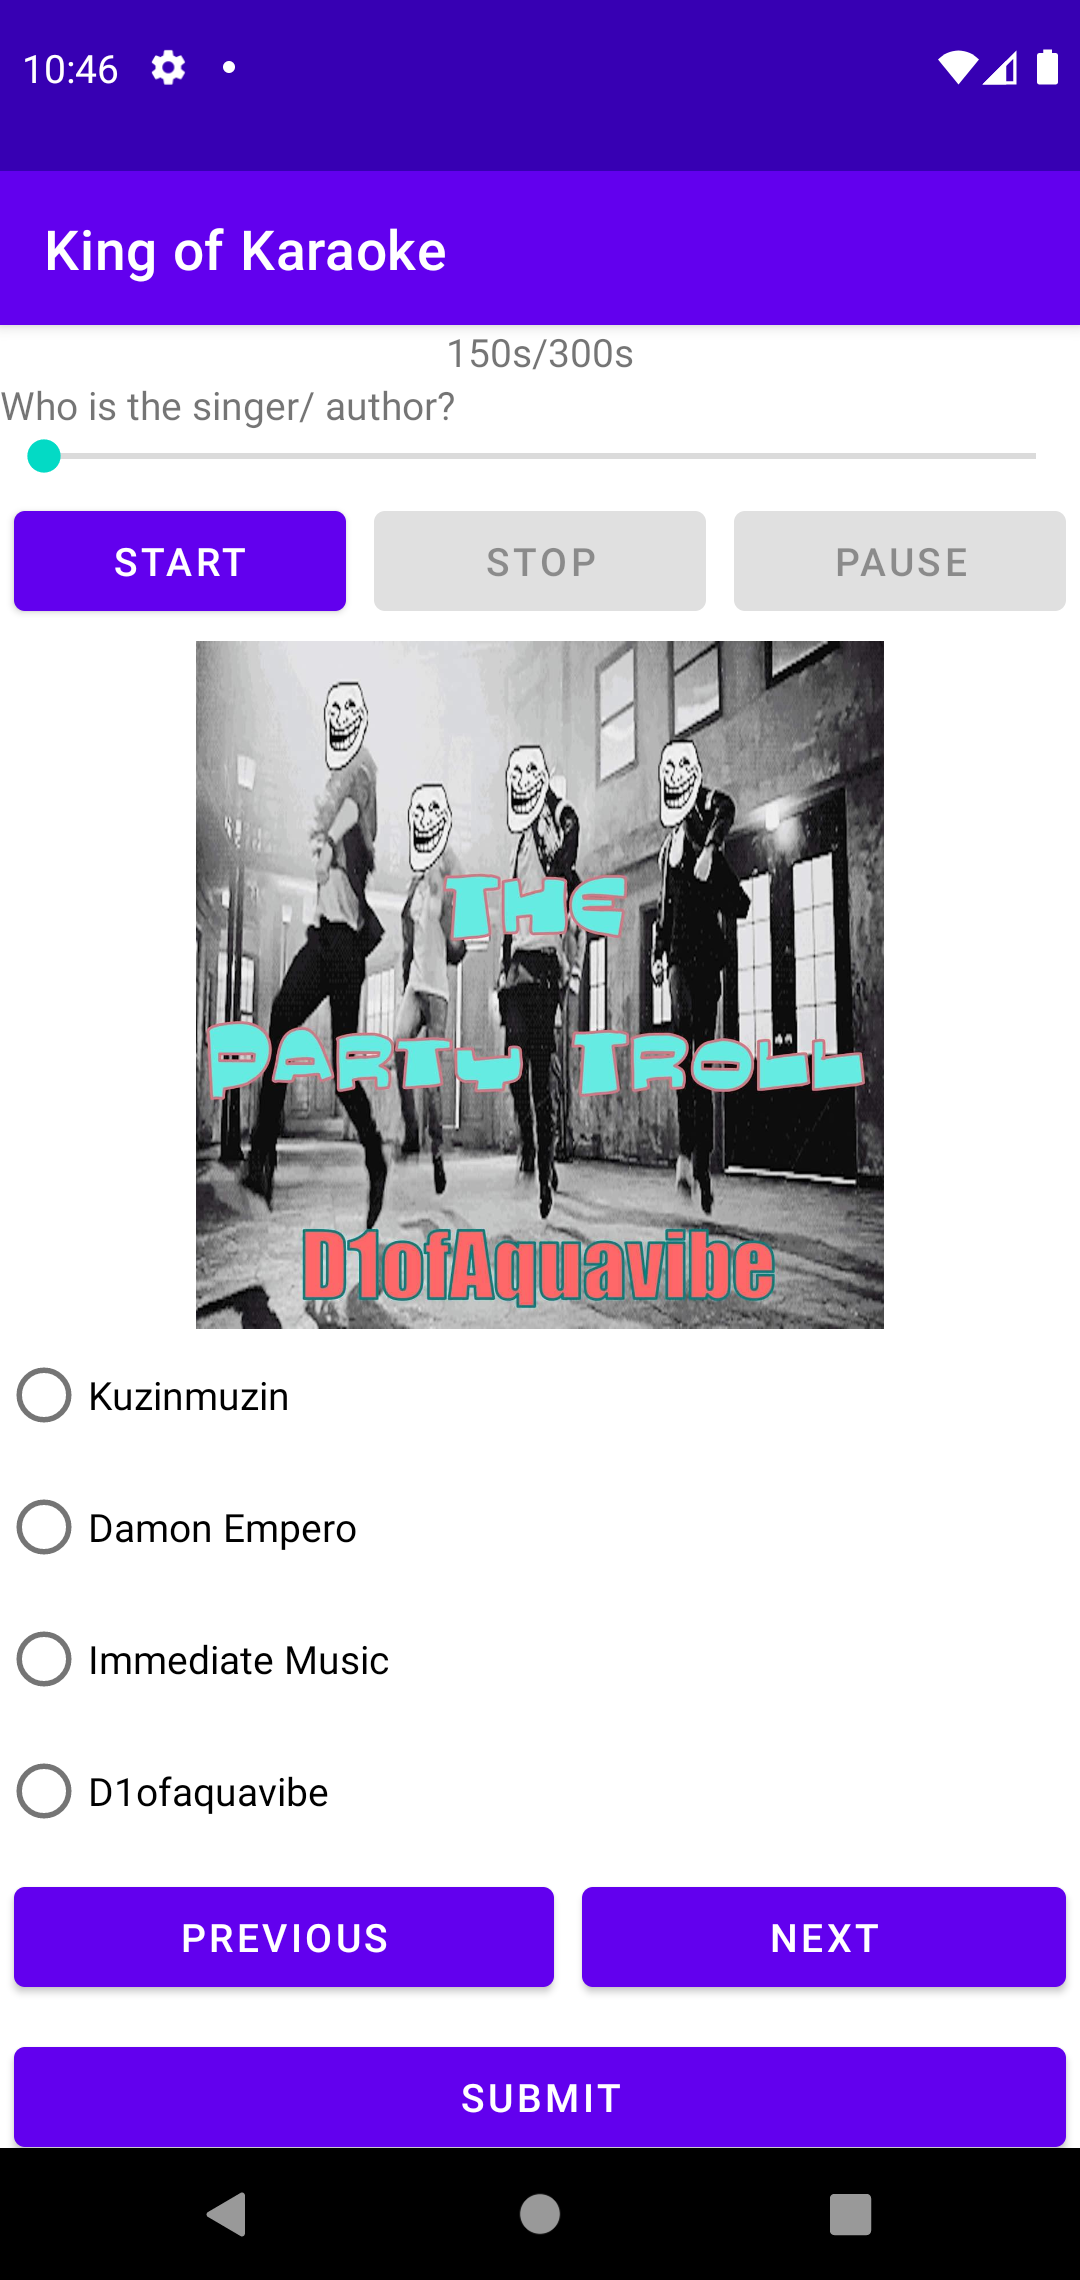 10:46
King of Karaoke
150s/300s
Who is the singer/ author?
START STOP PAUSE
THE
PARTY TROLL
D1ofAquavibe
Kuzinmuzin
Damon Empero
Immediate Music
D1ofaquavibe
PREVIOUS NEXT
SUBMIT